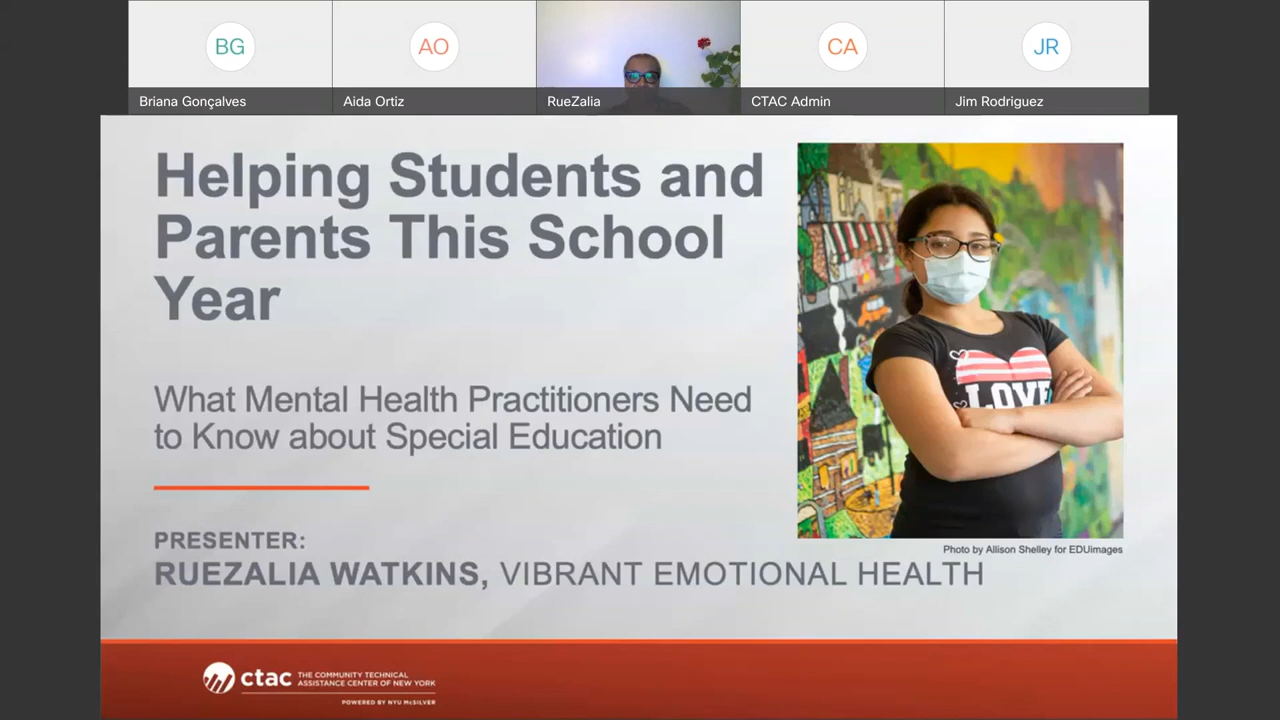 BG
AO
CA
JR
Briana Gonçalves
Aida Ortiz
RueZalia
CTAC Admin
Jim Rodriguez
Helping Students and
Parents This School
Year
What Mental Health Practitioners Need
to Know about Special Education
LOVE
Photo by Allison Shelley for EDUimages
PRESENTER:
RUEZALIA WATKINS, VIBRANT EMOTIONAL HEALTH
ctac
THE COMMUNITY TECHNICAL
ASSISTANCE CENTER OF NEW YORK
POWERED BY NYU McSILVER